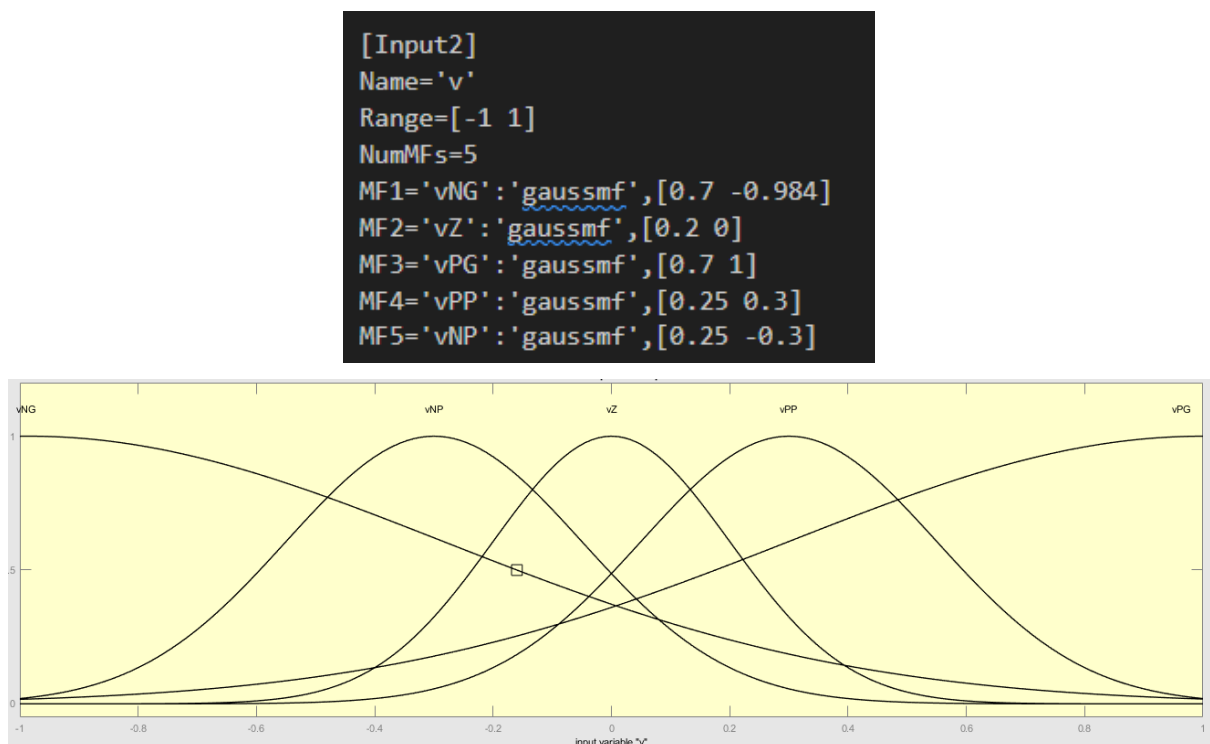 [Input2]
Name='v'
Range=[-1 1]
NumMFs=5
MF1='vNG':'gaussmf',[0.7 -0.984]
MF2='vZ':'gaussmf',[0.2 0]
MF3='vPG':'gaussmf',[0.7 1]
MF4='vPP':'gaussmf',[0.25 0.3]
MF5='vNP':'gaussmf',[0.25 -0.3]
vNG vNP vZ vPP vPG
1
.5
0
-1 -0.8 -0.6 -0.4 -0.2 0 0.2 0.4 0.6 0.8 1
input variable "v"